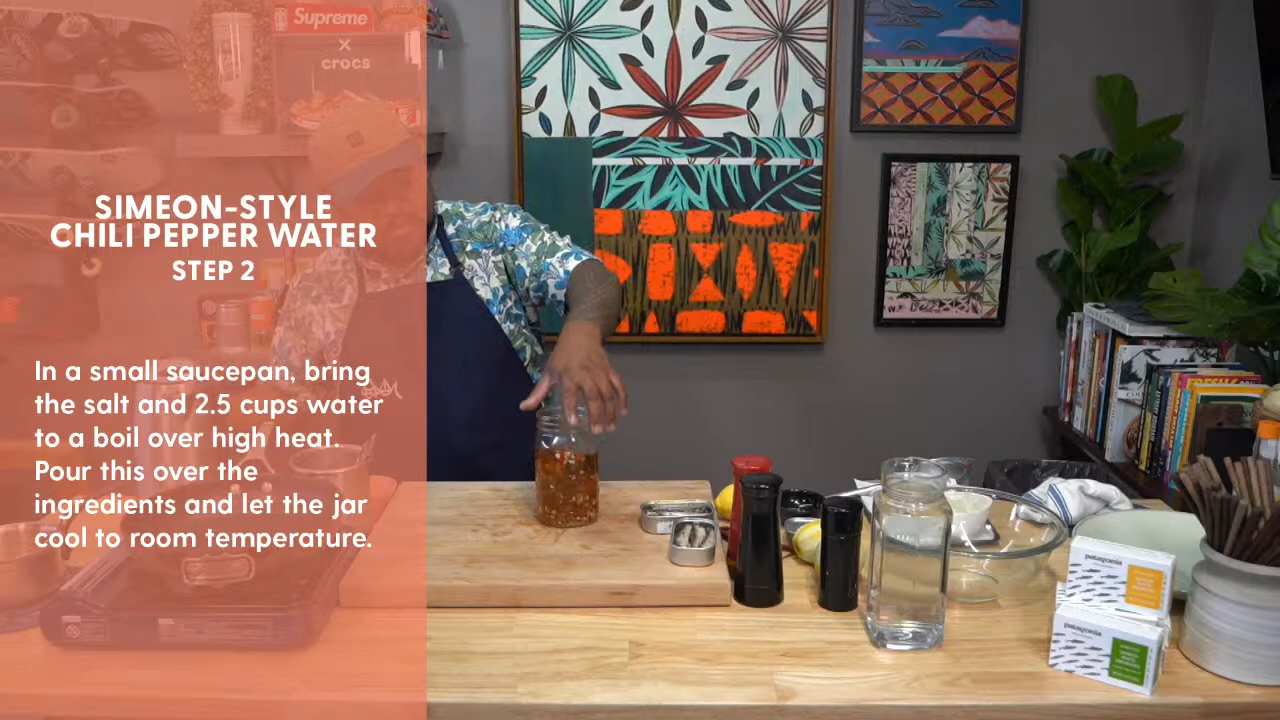 Supreme
×
crocs
SIMEON-STYLE
CHILI PEPPER WATER
STEP 2
In a small saucepan, bring
the salt and 2.5 cups water
to a boil over high heat.
Pour this over the
ingredients and let the jar
cool to room temperature.
patagonia
patagonia